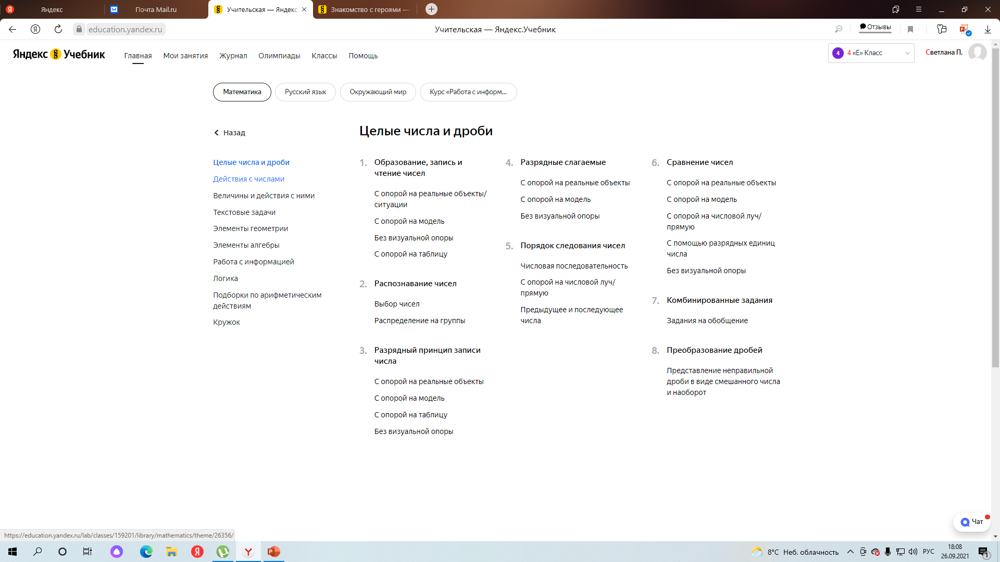 Яндекс
Почта Mail.ru
Учительская — Яндекс
Знакомство с героями —
education.yandex.ru
Учительская — Яндекс.Учебник
Отзывы
Яндекс § Учебник
Главная
Мои занятия
Журнал
Олимпиады
Классы
Помощь
4
4 «Е» Класс
Светлана П.
Математика
Русский язык
Окружающий мир
Курс «Работа с информ...
Назад
Целые числа и дроби
Действия с числами
Величины и действия с ними
Текстовые задачи
Элементы геометрии
Элементы алгебры
Работа с информацией
Логика
Подборки по арифметическим
действиям
Кружок
Целые числа и дроби
1. Образование, запись и
чтение чисел
С опорой на реальные объекты/
ситуации
С опорой на модель
Без визуальной опоры
С опорой на таблицу
2. Распознавание чисел
Выбор чисел
Распределение на группы
3. Разрядный принцип записи
числа
С опорой на реальные объекты
С опорой на модель
С опорой на таблицу
Без визуальной опоры
4. Разрядные слагаемые
С опорой на реальные объекты
С опорой на модель
Без визуальной опоры
5. Порядок следования чисел
Числовая последовательность
С опорой на числовой луч/
прямую
Предыдущее и последующее
числа
6. Сравнение чисел
С опорой на реальные объекты
С опорой на модель
С опорой на числовой луч/
прямую
С помощью разрядных единиц
числа
Без визуальной опоры
7. Комбинированные задания
Задания на обобщение
8. Преобразование дробей
Представление неправильной
дроби в виде смешанного числа
и наоборот
Чат
https://education.yandex.ru/lab/classes/159201/library/mathematics/theme/26356/
8°C Неб. облачность
РУС
18:08
26.09.2021
1